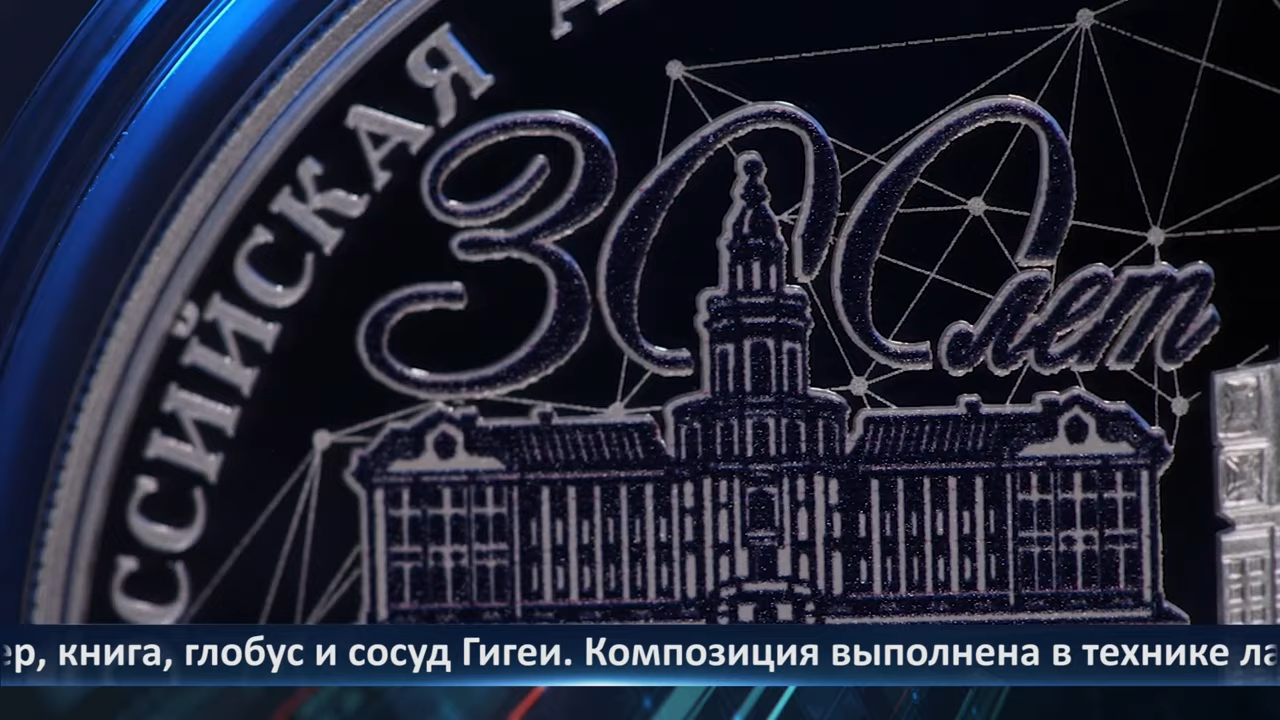 ССИЙСКАЯ А
300 лет
ер, книга, глобус и сосуд Гигеи. Композиция выполнена в технике ла